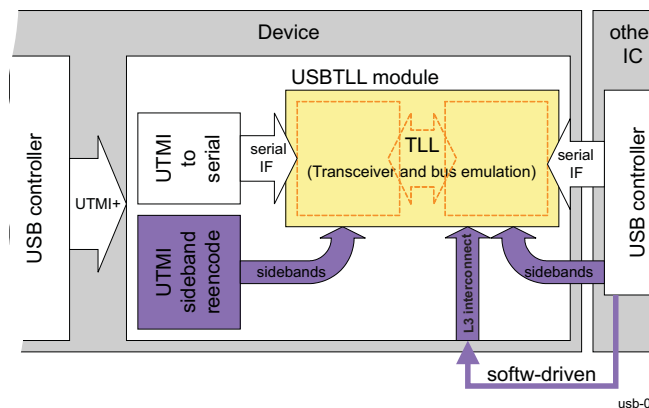 Device
othe
IC
USBTLL module
USB controller
UTMI+
UTMI
to
serial
serial
IF
TLL
(Transceiver and bus emulation)
serial
IF
USB controller
UTMI
sideband
reencode
sidebands
L3 interconnect
sidebands
softw-driven
usb-0